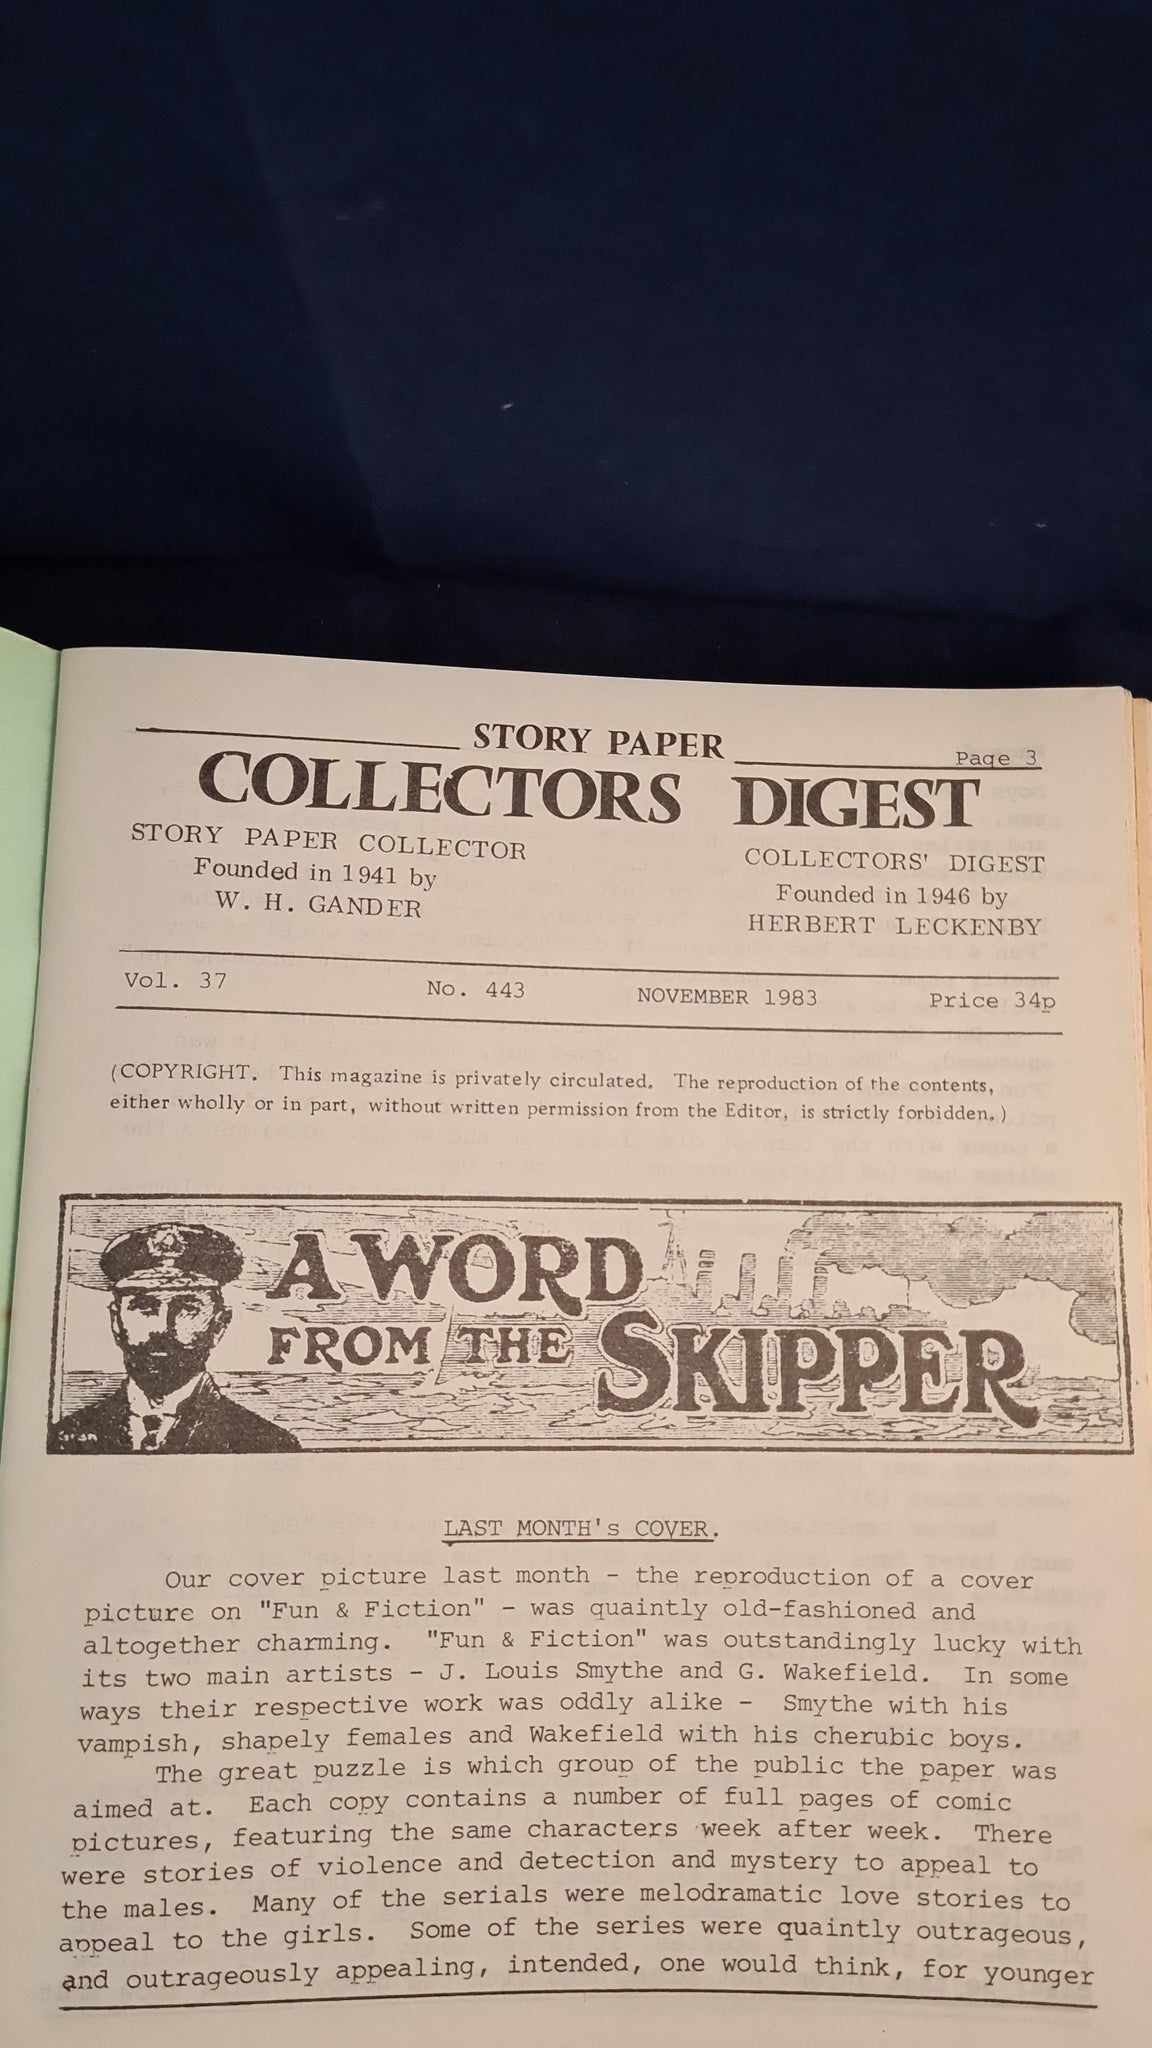 STORY PAPER
Page 3
COLLECTORS DIGEST
STORY PAPER COLLECTOR
Founded in 1941 by
W. H. GANDER
COLLECTORS' DIGEST
Founded in 1946 by
HERBERT LECKENBY
Vol. 37 No. 443 NOVEMBER 1983 Price 34p
(COPYRIGHT. This magazine is privately circulated. The reproduction of the contents,
either wholly or in part, without written permission from the Editor, is strictly forbidden.)
A WORD
FROM THE SKIPPER
LAST MONTH's COVER.
Our cover picture last month - the reproduction of a cover
picture on "Fun & Fiction" - was quaintly old-fashioned and
altogether charming. "Fun & Fiction" was outstandingly lucky with
its two main artists - J. Louis Smythe and G. Wakefield. In some
ways their respective work was oddly alike - Smythe with his
vampish, shapely females and Wakefield with his cherubic boys.
The great puzzle is which group of the public the paper was
aimed at. Each copy contains a number of full pages of comic
pictures, featuring the same characters week after week. There
were stories of violence and detection and mystery to appeal to
the males. Many of the serials were melodramatic love stories to
appeal to the girls. Some of the series were quaintly outrageous,
and outrageously appealing, intended, one would think, for younger